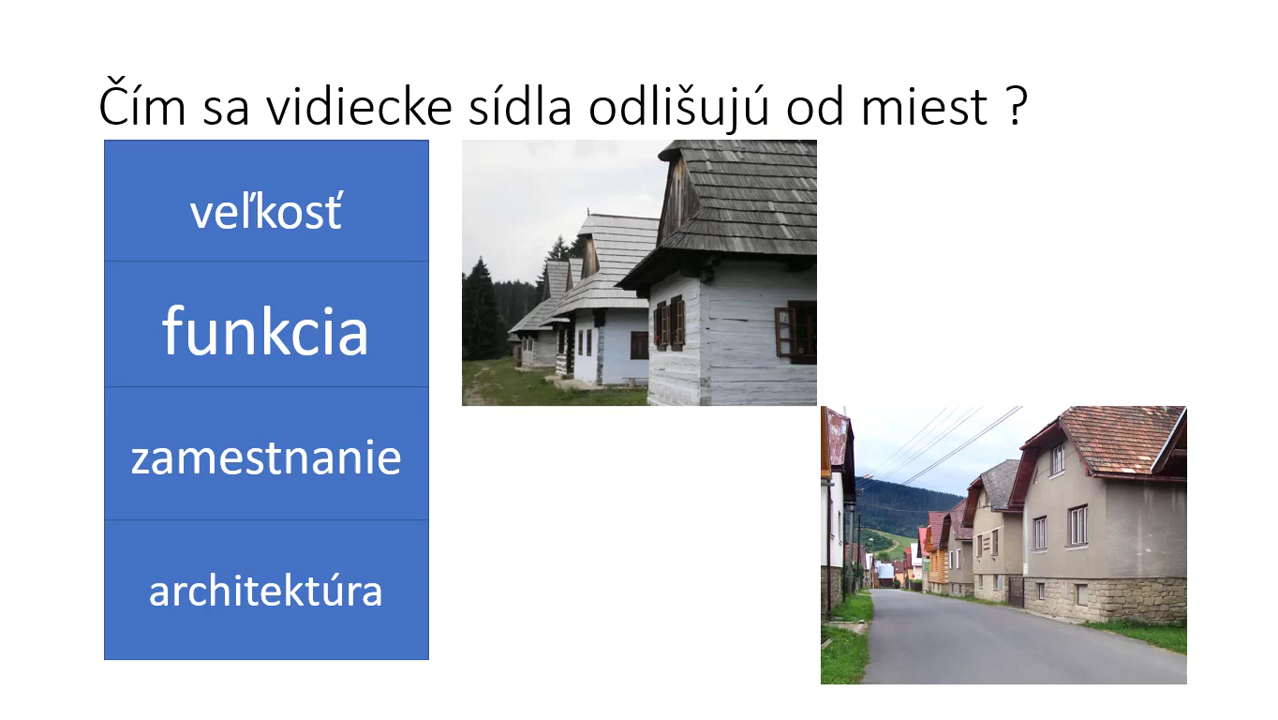 Čím sa vidiecke sídla odlišujú od miest ?
veľkosť
funkcia
zamestnanie
architektúra